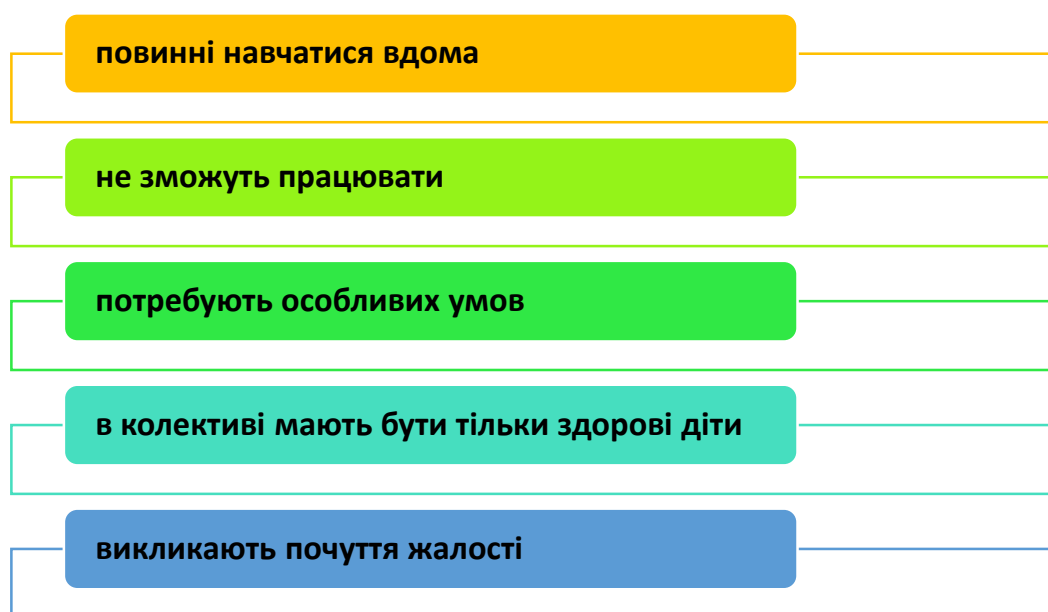 повинні навчатися вдома
не зможуть працювати
потребують особливих умов
в колективі мають бути тільки здорові діти
викликають почуття жалості